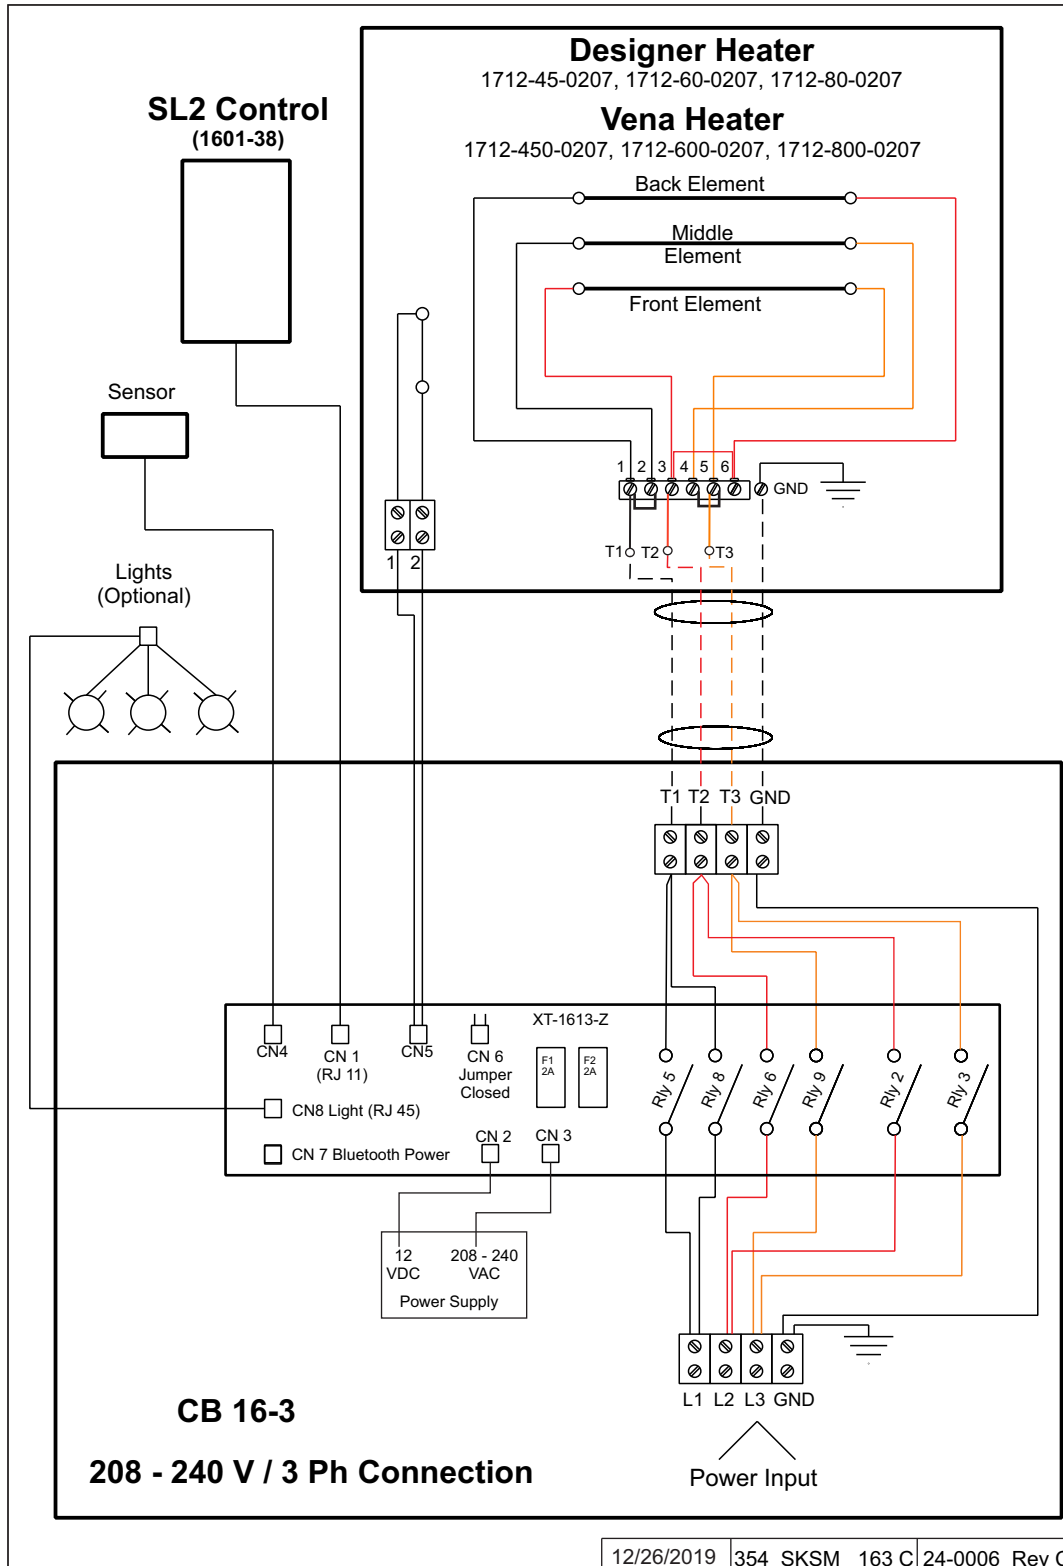 Designer Heater
1712-45-0207, 1712-60-0207, 1712-80-0207
Vena Heater
1712-450-0207, 1712-600-0207, 1712-800-0207
SL2 Control
(1601-38)
Back Element
Middle
Element
Front Element
Sensor
1 2 3 4 5 6
GND
T1 T2 T3
1 2
Lights
(Optional)
T1 T2 T3 GND
XT-1613-Z
CN4
CN 1
(RJ 11)
CN5
CN 6
Jumper
Closed
F1
2A
F2
2A
Rly 5
Rly 8
Rly 6
Rly 9
Rly 2
Rly 3
CN8 Light (RJ 45)
CN 7 Bluetooth Power
CN 2
CN 3
12
VDC
208 - 240
VAC
Power Supply
L1 L2 L3 GND
Power Input
CB 16-3
208 - 240 V / 3 Ph Connection
12/26/2019 354 SKSM 163 C 24-0006 Rev